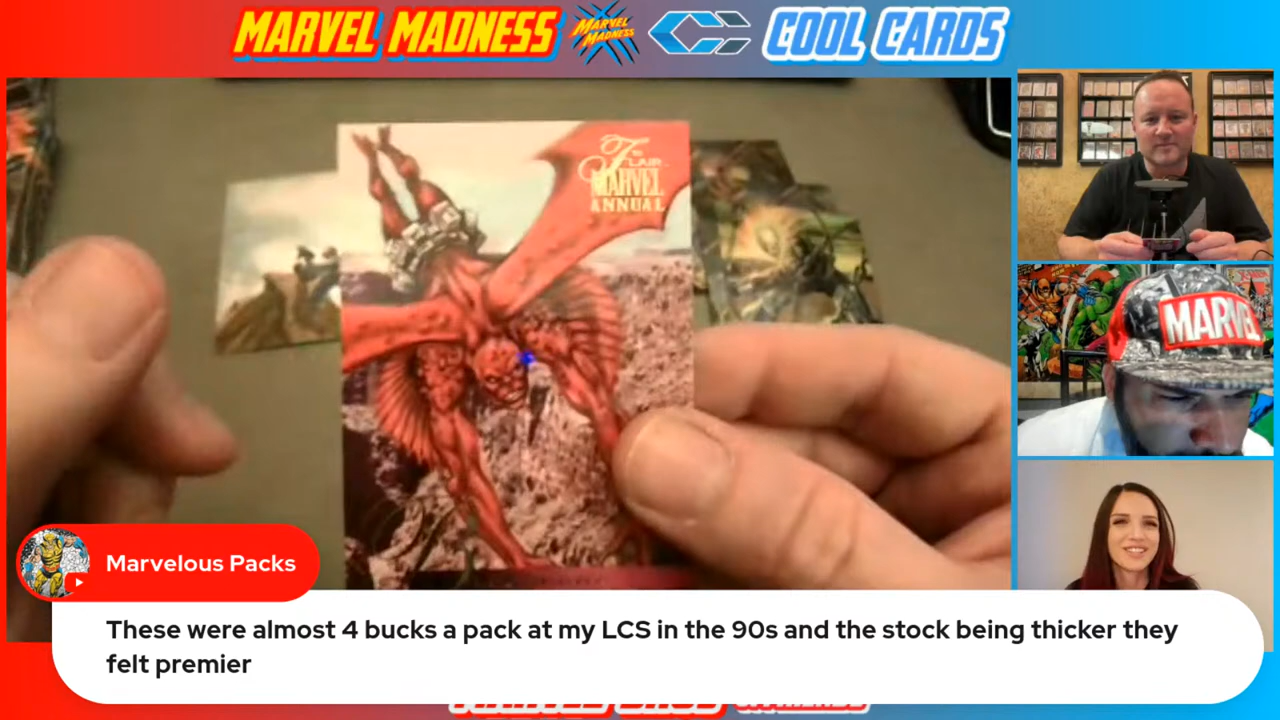 MARVEL MADNESS
MARVEL
MADNESS
COOL CARDS
FLAIR
MARVEL
ANNUAL
MARVEL
Marvelous Packs
These were almost 4 bucks a pack at my LCS in the 90s and the stock being thicker they
felt premier